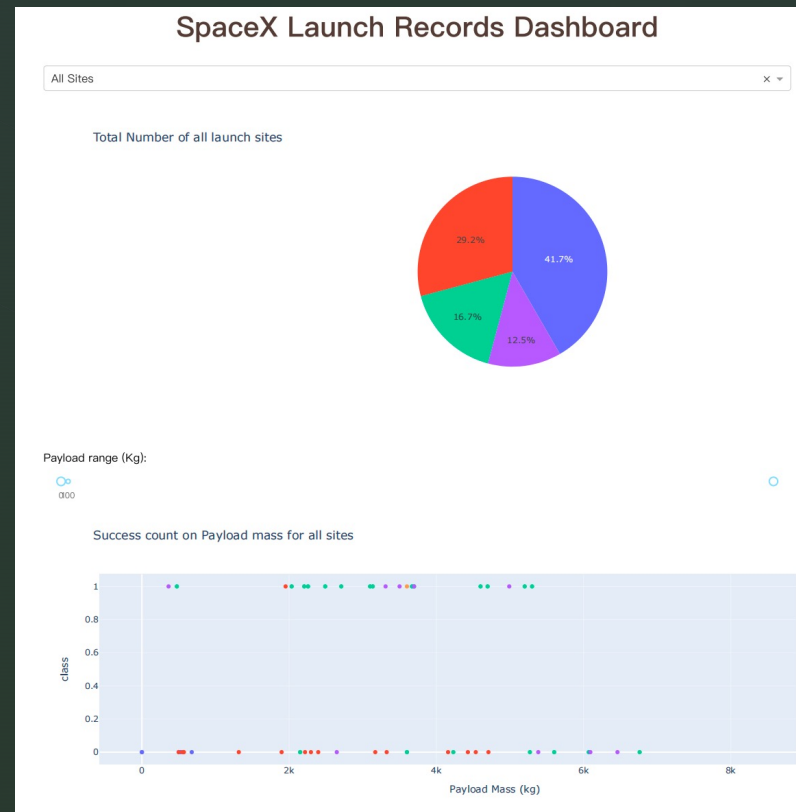 SpaceX Launch Records Dashboard
All Sites
Total Number of all launch sites
29.2%
41.7%
16.7%
12.5%
Payload range (Kg):
Success count on Payload mass for all sites
1
0.8
0.6
0.4
0.2
0
class
0
2k
4k
6k
8k
Payload Mass (kg)